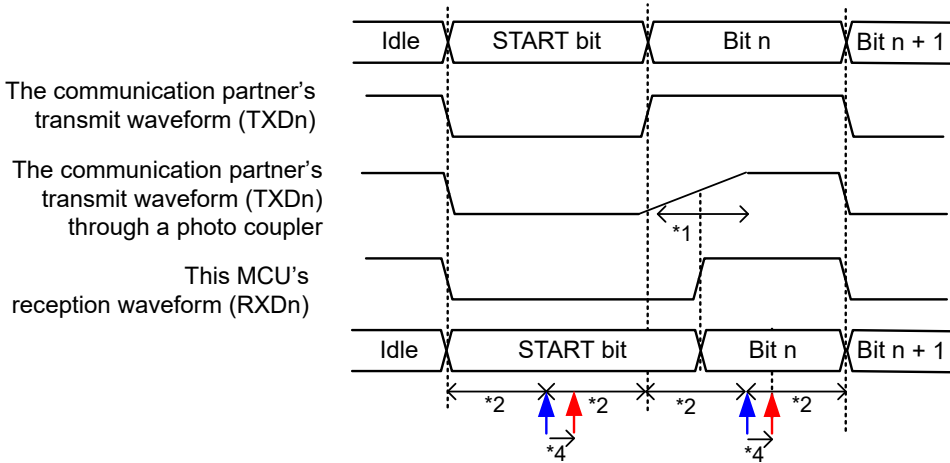 Idle START bit Bit n Bit n + 1
The communication partner's
transmit waveform (TXDn)
The communication partner's
transmit waveform (TXDn)
through a photo coupler
*1
This MCU's
reception waveform (RXDn)
Idle START bit Bit n Bit n + 1
*2 *2 *2 *2
*4 *4